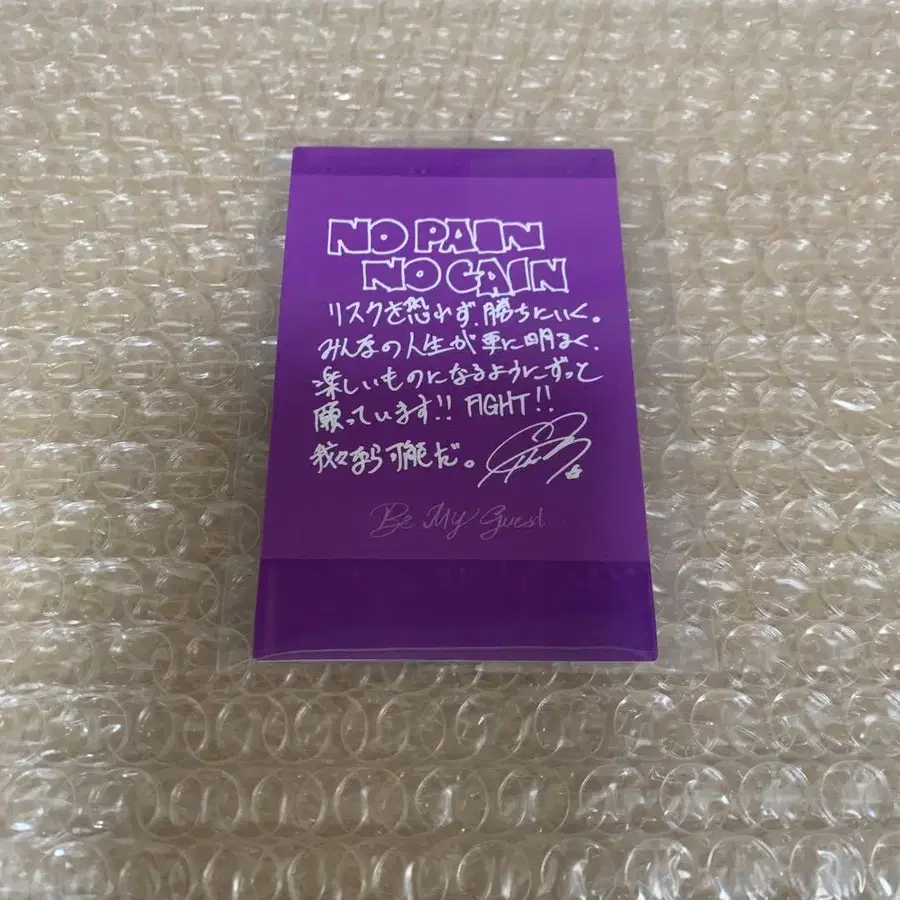 NO PAIN
NO GAIN
リスクを恐れず、勝ちにいく。
みんなの人生が更に明るく、
楽しいものになるようにずっと
願っています!! FIGHT!!
我々なら可能だ。
Be My Guest